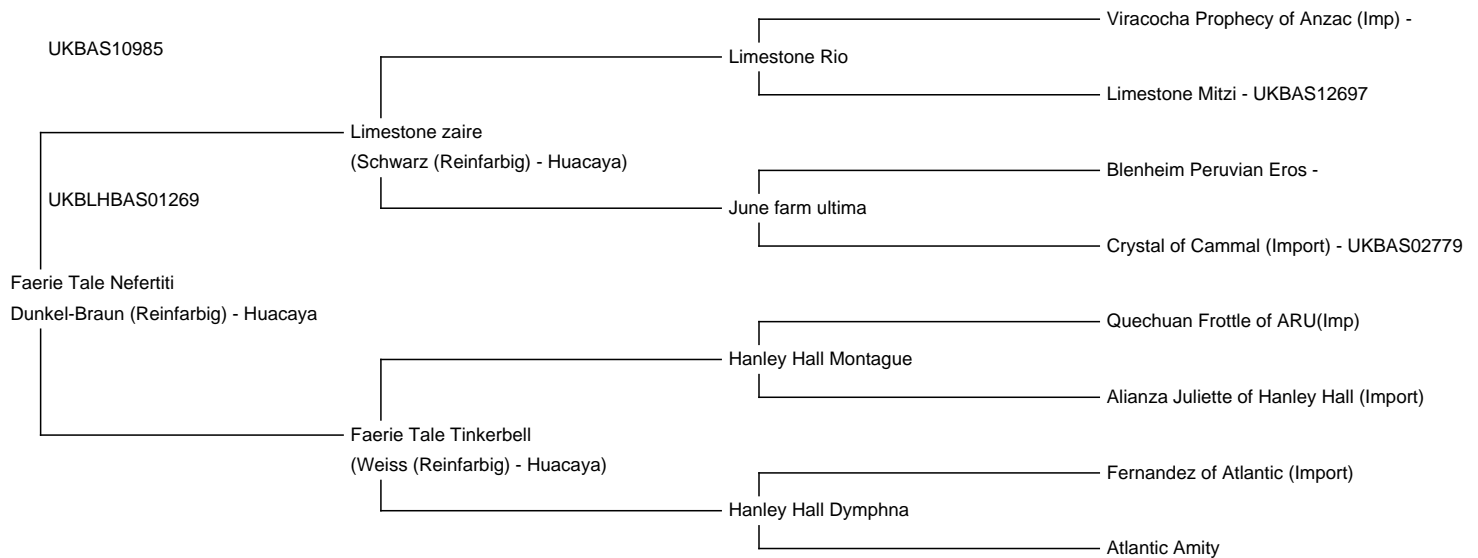 Viracocha Prophecy of Anzac (Imp) -
UKBAS10985
Limestone Rio
Limestone Mitzi - UKBAS12697
Limestone zaire
(Schwarz (Reinfarbig) - Huacaya)
Blenheim Peruvian Eros -
UKBLHBAS01269
June farm ultima
Crystal of Cammal (Import) - UKBAS02779
Faerie Tale Nefertiti
Dunkel-Braun (Reinfarbig) - Huacaya
Quechuan Frottle of ARU(Imp)
Hanley Hall Montague
Alianza Juliette of Hanley Hall (Import)
Faerie Tale Tinkerbell
(Weiss (Reinfarbig) - Huacaya)
Fernandez of Atlantic (Import)
Hanley Hall Dymphna
Atlantic Amity